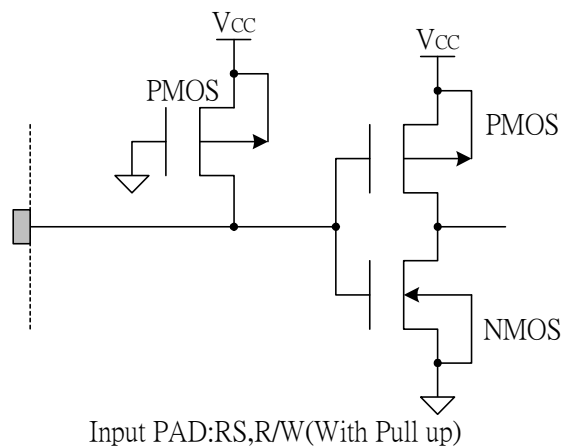 VCC
VCC
PMOS
PMOS
NMOS
Input PAD:RS,R/W(With Pull up)